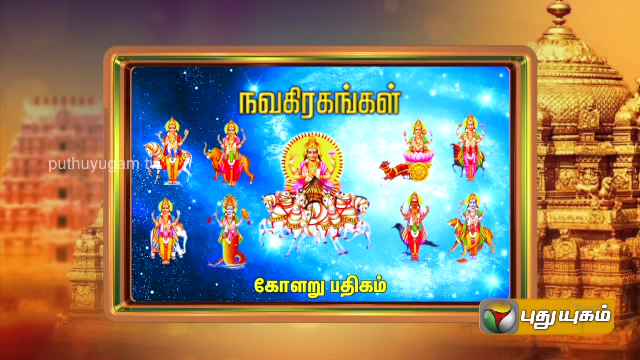 நவகிரகங்கள்
puthuyugam tv
கோளறு பதிகம்
புதுயுகம்